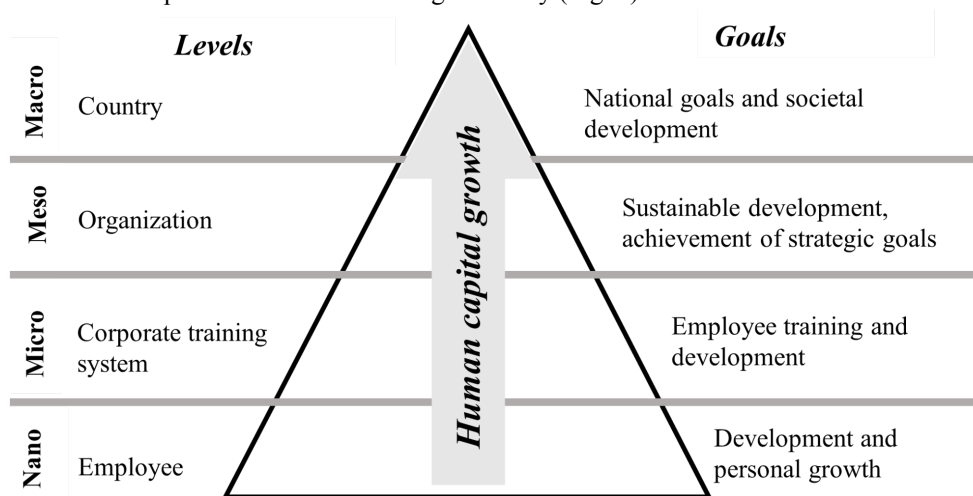 Levels
Goals
Macro
Country
National goals and societal
development
Meso
Organization
Sustainable development,
achievement of strategic goals
Micro
Corporate training
system
Employee training and
development
Nano
Employee
Development and
personal growth
Human capital growth